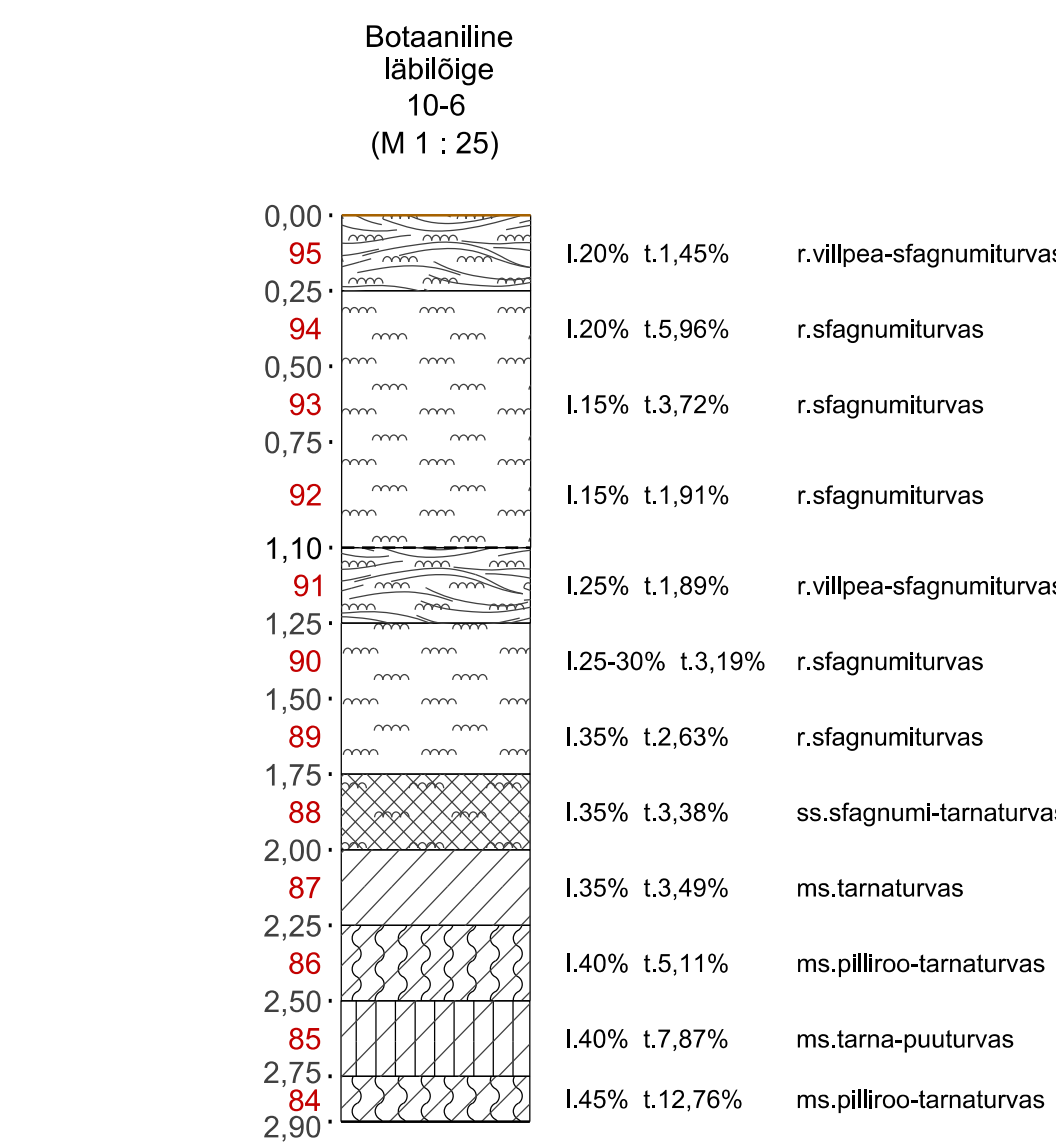 Botaaniline
läbilõige
10-6
(M 1 : 25)
0,00
95 l.20% t.1,45% r.villpea-sfagnumiturvas
0,25
94 l.20% t.5,96% r.sfagnumiturvas
0,50
93 l.15% t.3,72% r.sfagnumiturvas
0,75
92 l.15% t.1,91% r.sfagnumiturvas
1,10
91 l.25% t.1,89% r.villpea-sfagnumiturvas
1,25
90 l.25-30% t.3,19% r.sfagnumiturvas
1,50
89 l.35% t.2,63% r.sfagnumiturvas
1,75
88 l.35% t.3,38% ss.sfagnumi-tarnaturvas
2,00
87 l.35% t.3,49% ms.tarnaturvas
2,25
86 l.40% t.5,11% ms.pilliroo-tarnaturvas
2,50
85 l.40% t.7,87% ms.tarna-puuturvas
2,75
84 l.45% t.12,76% ms.pilliroo-tarnaturvas
2,90